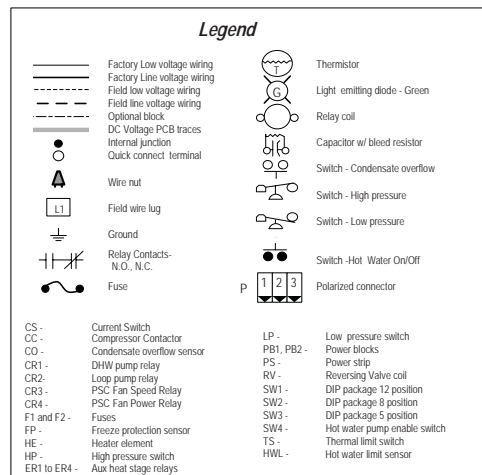 Legend
Factory Low voltage wiring
Factory Line voltage wiring
Field low voltage wiring
Field line voltage wiring
Optional block
DC Voltage PCB traces
Internal junction
Quick connect terminal
Wire nut
L1 Field wire lug
Ground
Relay Contacts-
N.O., N.C.
Fuse
T Thermistor
G Light emitting diode - Green
Relay coil
Capacitor w/ bleed resistor
Switch - Condensate overflow
Switch - High pressure
Switch - Low pressure
Switch -Hot Water On/Off
P 1 2 3 Polarized connector
CS - Current Switch
CC - Compressor Contactor
CO - Condensate overflow sensor
CR1 - DHW pump relay
CR2- Loop pump relay
CR3 - PSC Fan Speed Relay
CR4 - PSC Fan Power Relay
F1 and F2 - Fuses
FP - Freeze protection sensor
HE - Heater element
HP - High pressure switch
ER1 to ER4 - Aux heat stage relays
LP - Low pressure switch
PB1, PB2 - Power blocks
PS - Power strip
RV - Reversing Valve coil
SW1 - DIP package 12 position
SW2 - DIP package 8 position
SW3 - DIP package 5 position
SW4 - Hot water pump enable switch
TS - Thermal limit switch
HWL - Hot water limit sensor